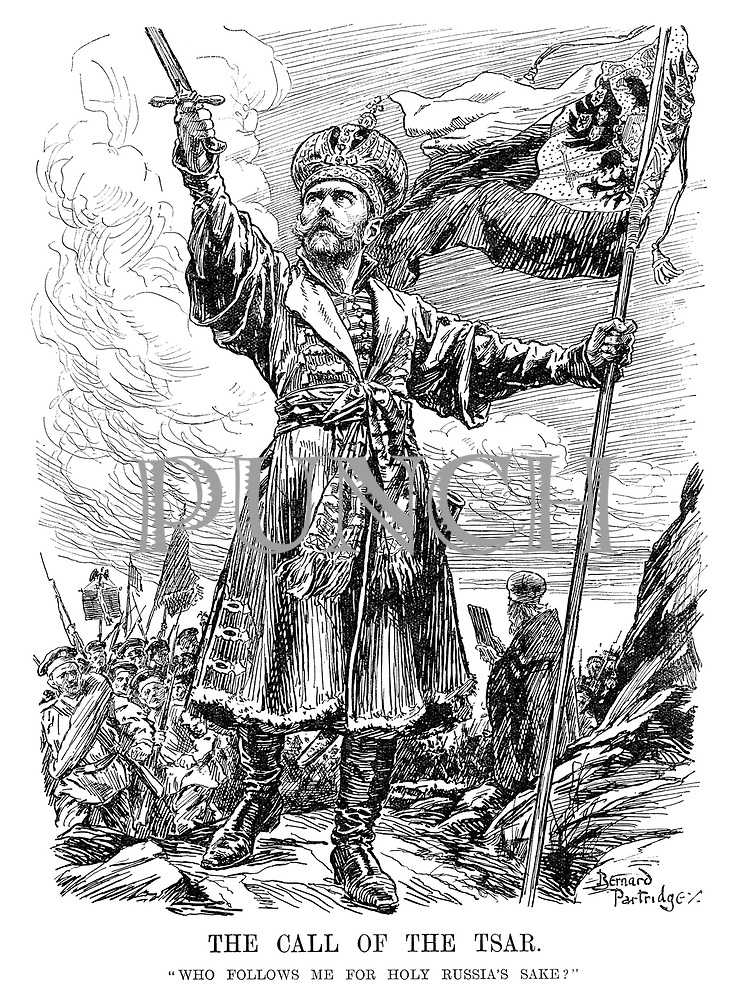 PUNCH
Bernard
Partridge
THE CALL OF THE TSAR.
"WHO FOLLOWS ME FOR HOLY RUSSIA'S SAKE?"